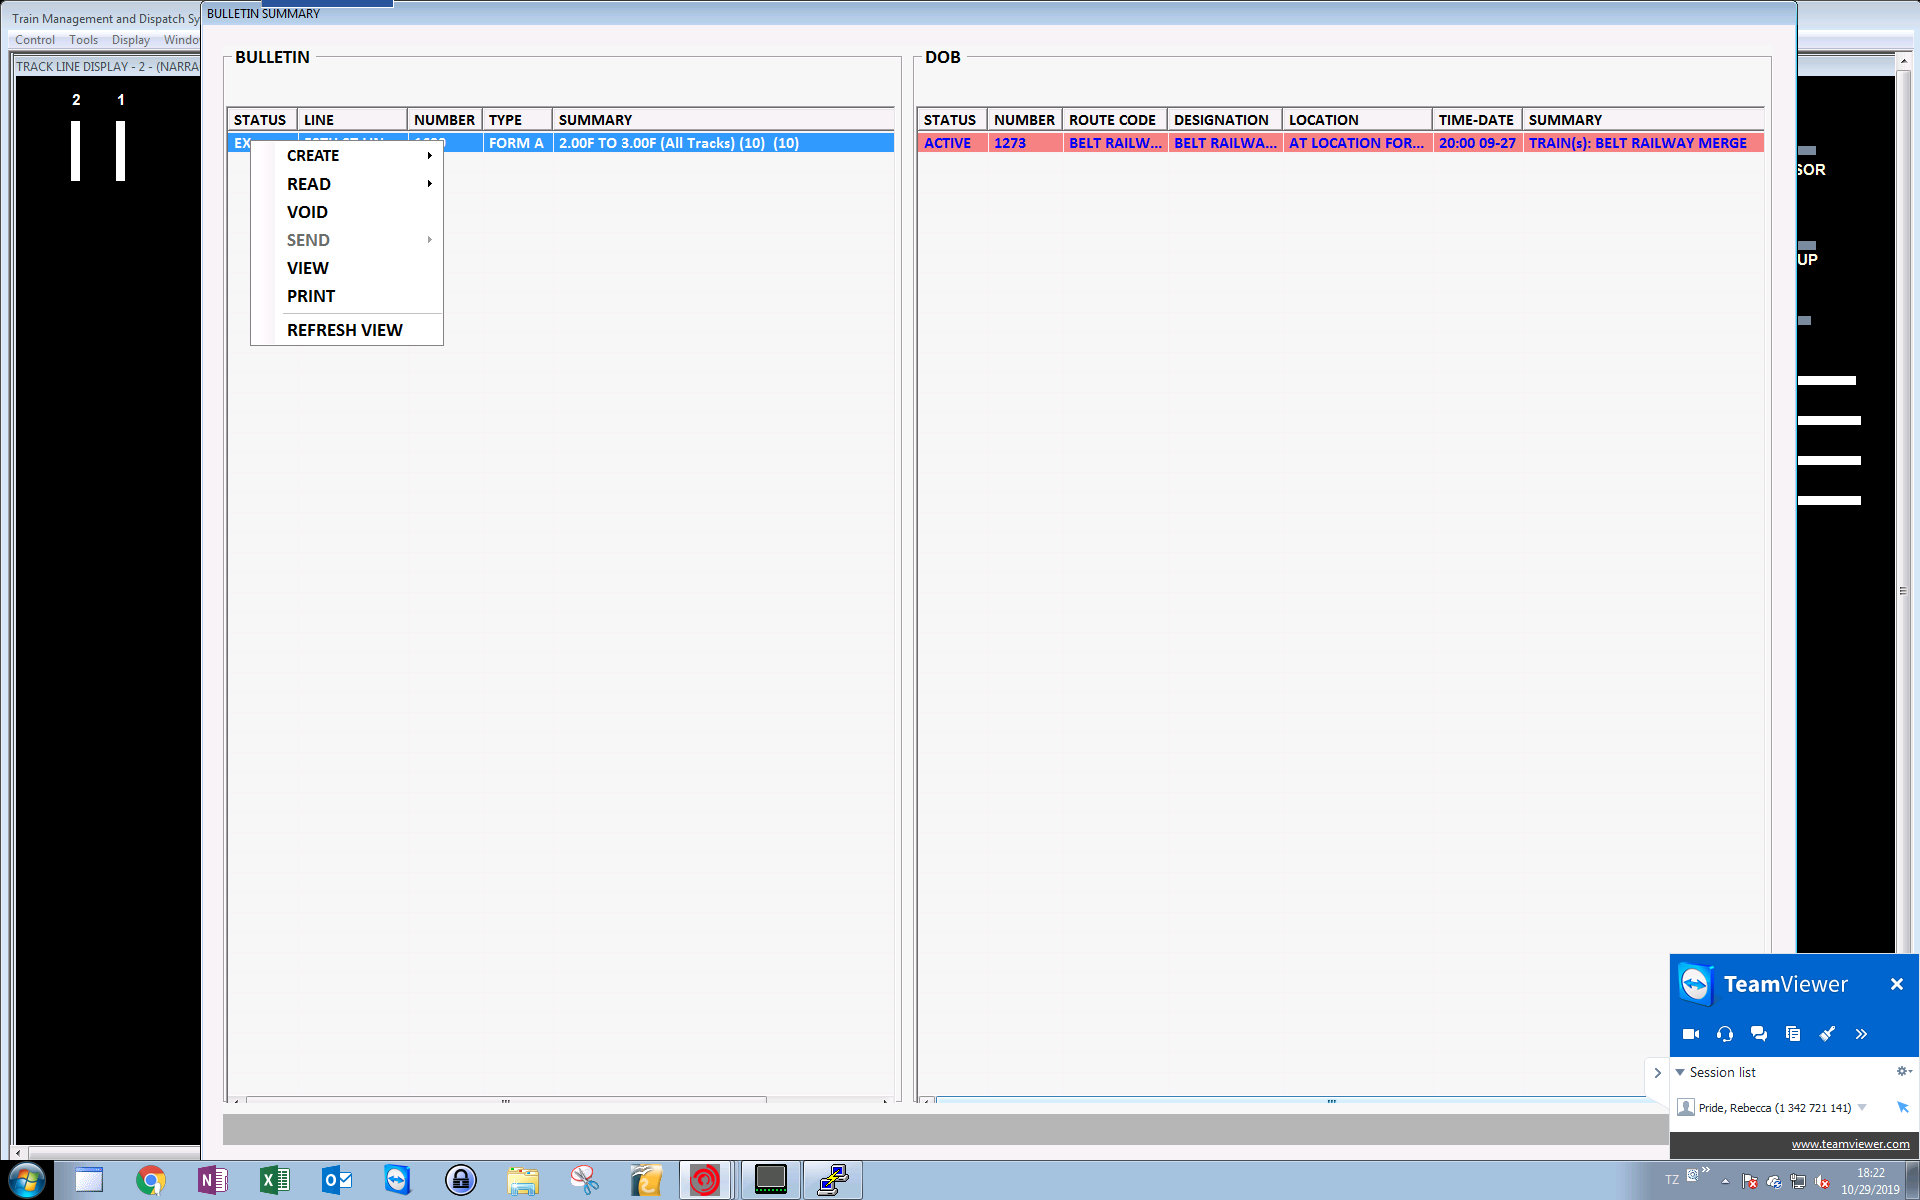 Train Management and Dispatch Sy
BULLETIN SUMMARY
Control Tools Display Windo
TRACK LINE DISPLAY - 2 - (NARRA
2 1
BULLETIN
STATUS LINE NUMBER TYPE SUMMARY
EX FORM A 2.00F TO 3.00F (All Tracks) (10) (10)
CREATE
READ
VOID
SEND
VIEW
PRINT
REFRESH VIEW
DOB
STATUS NUMBER ROUTE CODE DESIGNATION LOCATION TIME-DATE SUMMARY
ACTIVE 1273 BELT RAILW... BELT RAILWA... AT LOCATION FOR... 20:00 09-27 TRAIN(s): BELT RAILWAY MERGE
SOR
UP
TeamViewer
Session list
Pride, Rebecca (1 342 721 141)
www.teamviewer.com
TZ
18:22
10/29/2019